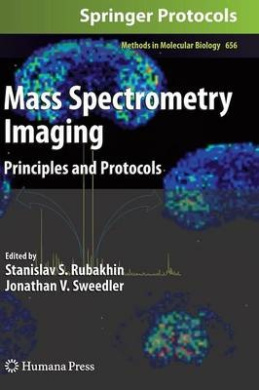 Springer Protocols
Methods in Molecular Biology 656
Mass Spectrometry
Imaging
Principles and Protocols
Edited by
Stanislav S. Rubakhin
Jonathan V. Sweedler
Humana Press